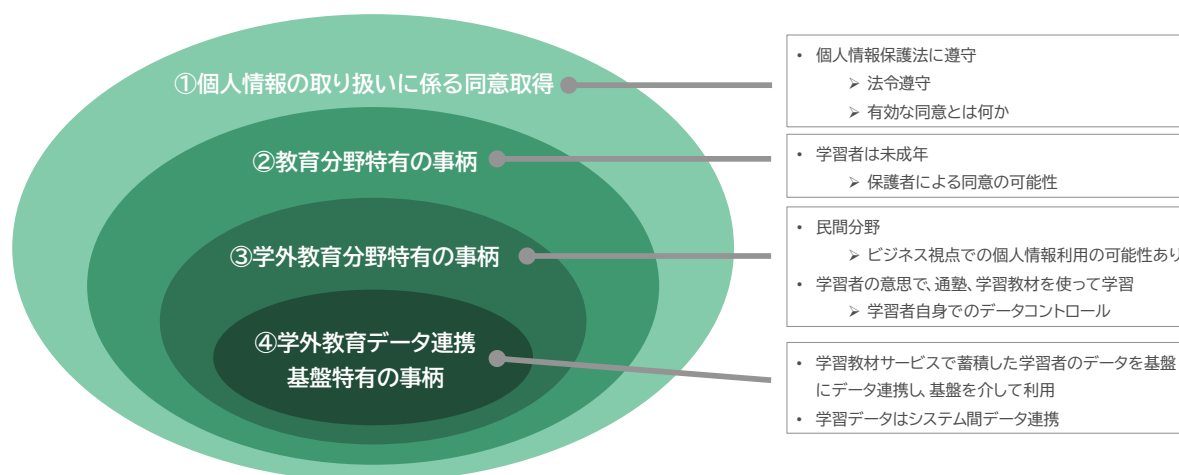 ①個人情報の取り扱いに係る同意取得
②教育分野特有の事柄
③学外教育分野特有の事柄
④学外教育データ連携
基盤特有の事柄
• 個人情報保護法に遵守
➢ 法令遵守
➢ 有効な同意とは何か
• 学習者は未成年
➢ 保護者による同意の可能性
• 民間分野
➢ ビジネス視点での個人情報利用の可能性あり
• 学習者の意思で、通塾、学習教材を使って学習
➢ 学習者自身でのデータコントロール
• 学習教材サービスで蓄積した学習者のデータを基盤
にデータ連携し、基盤を介して利用
• 学習データはシステム間データ連携